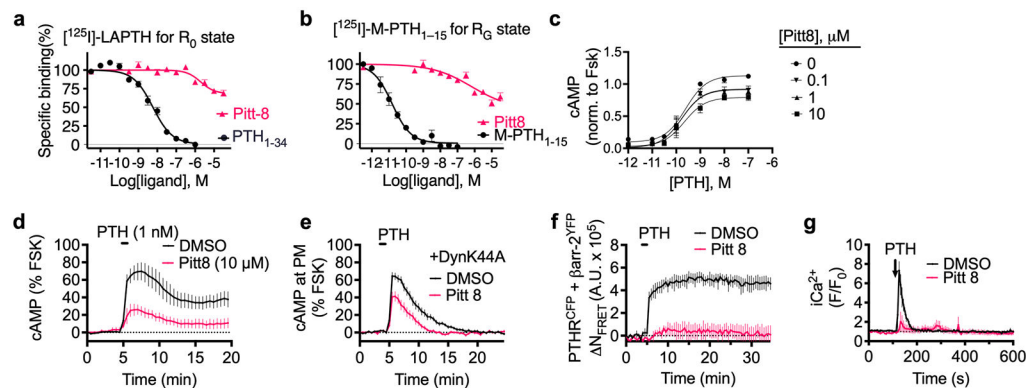 a
[125I]-LAPTH for R0 state
Specific binding(%)
100
75
50
25
0
Pitt-8
PTH1-34
-11 -10 -9 -8 -7 -6 -5
Log[ligand], M
b
[125I]-M-PTH1–15 for RG state
100
75
50
25
0
Pitt8
M-PTH1-15
-12 -11 -10 -9 -8 -7 -6 -5
Log[ligand], M
c
cAMP
(norm. to Fsk)
1.5
1.0
0.5
0.0
-12 -11 -10 -9 -8 -7 -6
[PTH], M
[Pitt8], μM
0
0.1
1
10
d
PTH (1 nM)
DMSO
Pitt8 (10 μM)
cAMP (% FSK)
100
80
60
40
20
0
0 5 10 15 20
Time (min)
e
PTH
+DynK44A
DMSO
Pitt 8
cAMP at PM
(% FSK)
100
80
60
40
20
0
0 5 10 15 20
Time (min)
f
PTH
DMSO
Pitt 8
PTHRCFP + βarr-2YFP
ΔNFRET (A.U. x 10⁵)
8
6
4
2
0
0 10 20 30
Time (min)
g
PTH
DMSO
Pitt 8
iCa2+
(F/F0)
10
8
6
4
2
0
0 200 400 600
Time (s)